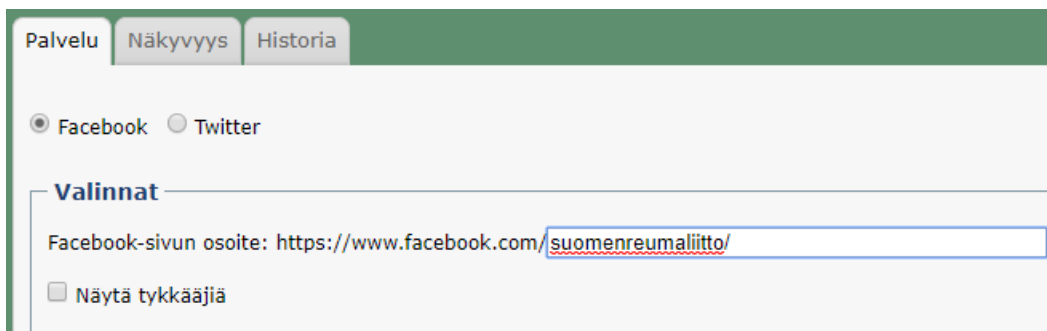 Palvelu Näkyvyys Historia
Facebook Twitter
Valinnat
Facebook-sivun osoite: https://www.facebook.com/suomenreumaliitto/
Näytä tykkääjiä